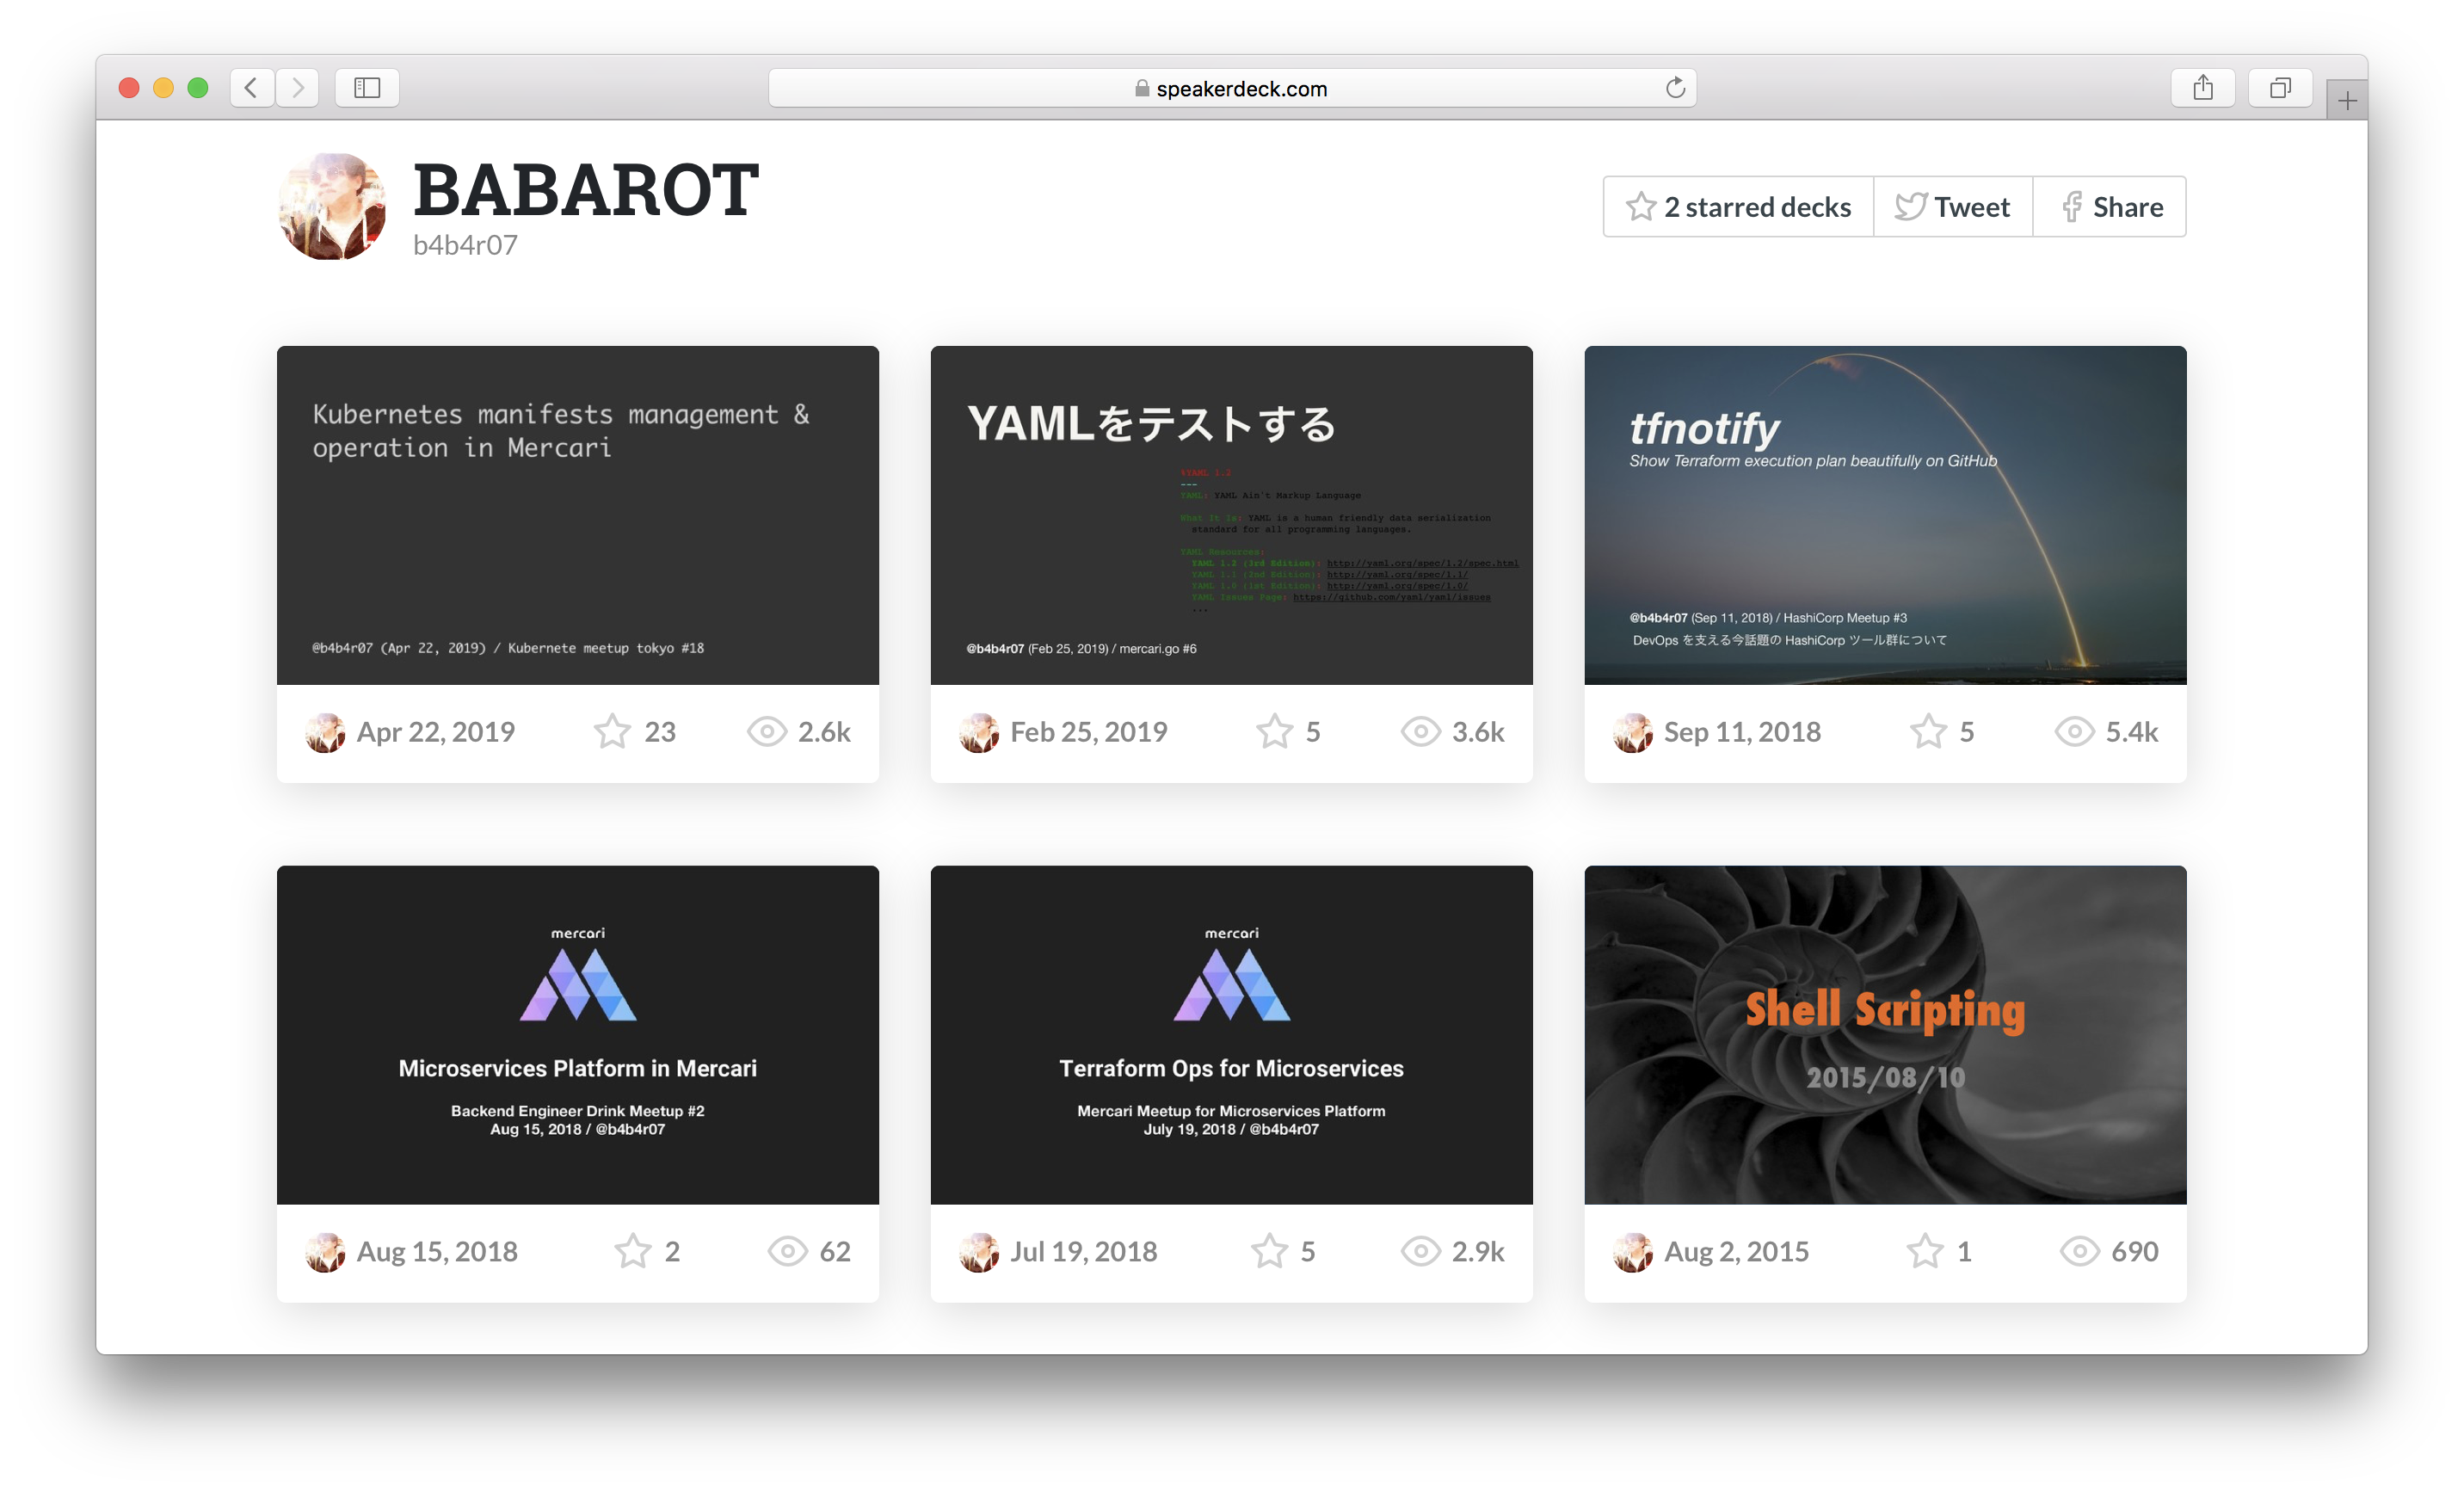 speakerdeck.com
BABAROT
b4b4r07
2 starred decks
Tweet
Share
Kubernetes manifests management &
operation in Mercari
@b4b4r07 (Apr 22, 2019) / Kubernete meetup tokyo #18
Apr 22, 2019
23
2.6k
YAMLをテストする
%YAML 1.2
---
YAML: YAML Ain't Markup Language
What It Is: YAML is a human friendly data serialization
standard for all programming languages.
YAML Resources:
YAML 1.2 (3rd Edition): http://yaml.org/spec/1.2/spec.html
YAML 1.1 (2nd Edition): http://yaml.org/spec/1.1/
YAML 1.0 (1st Edition): http://yaml.org/spec/1.0/
YAML Issues Page: https://github.com/yaml/yaml/issues
...
@b4b4r07 (Feb 25, 2019) / mercari.go #6
Feb 25, 2019
5
3.6k
tfnotify
Show Terraform execution plan beautifully on GitHub
@b4b4r07 (Sep 11, 2018) / HashiCorp Meetup #3
DevOps を支える今話題の HashiCorp ツール群について
Sep 11, 2018
5
5.4k
mercari
Microservices Platform in Mercari
Backend Engineer Drink Meetup #2
Aug 15, 2018 / @b4b4r07
Aug 15, 2018
2
62
mercari
Terraform Ops for Microservices
Mercari Meetup for Microservices Platform
July 19, 2018 / @b4b4r07
Jul 19, 2018
5
2.9k
Shell Scripting
2015/08/10
Aug 2, 2015
1
690